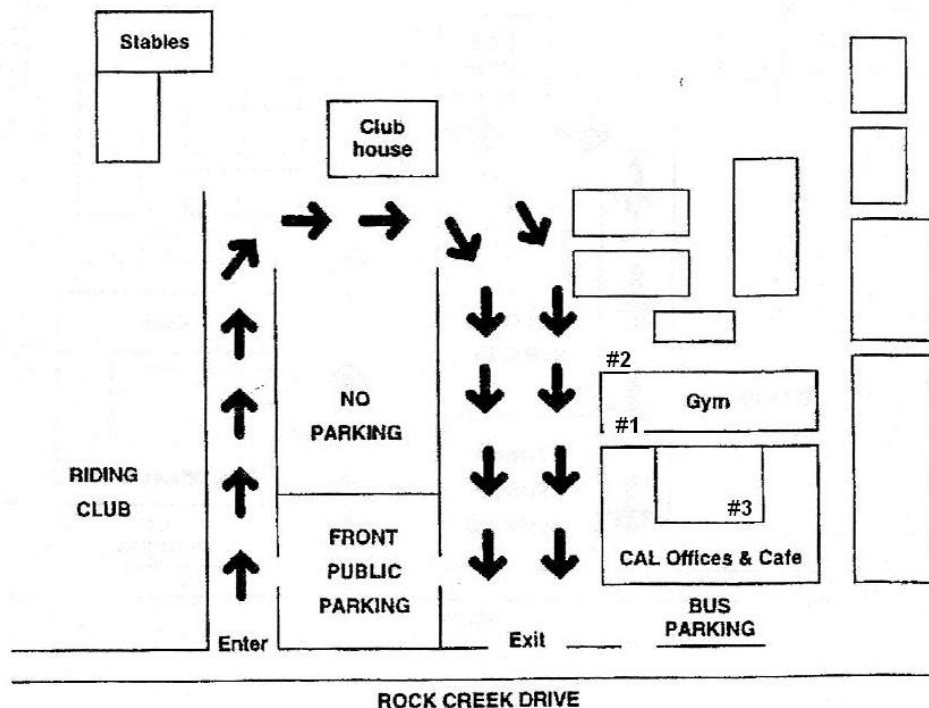 Stables
Club
house
#2
Gym
#1
NO
PARKING
RIDING
CLUB
#3
FRONT
PUBLIC
PARKING
CAL Offices & Cafe
BUS
PARKING
Enter
Exit
ROCK CREEK DRIVE